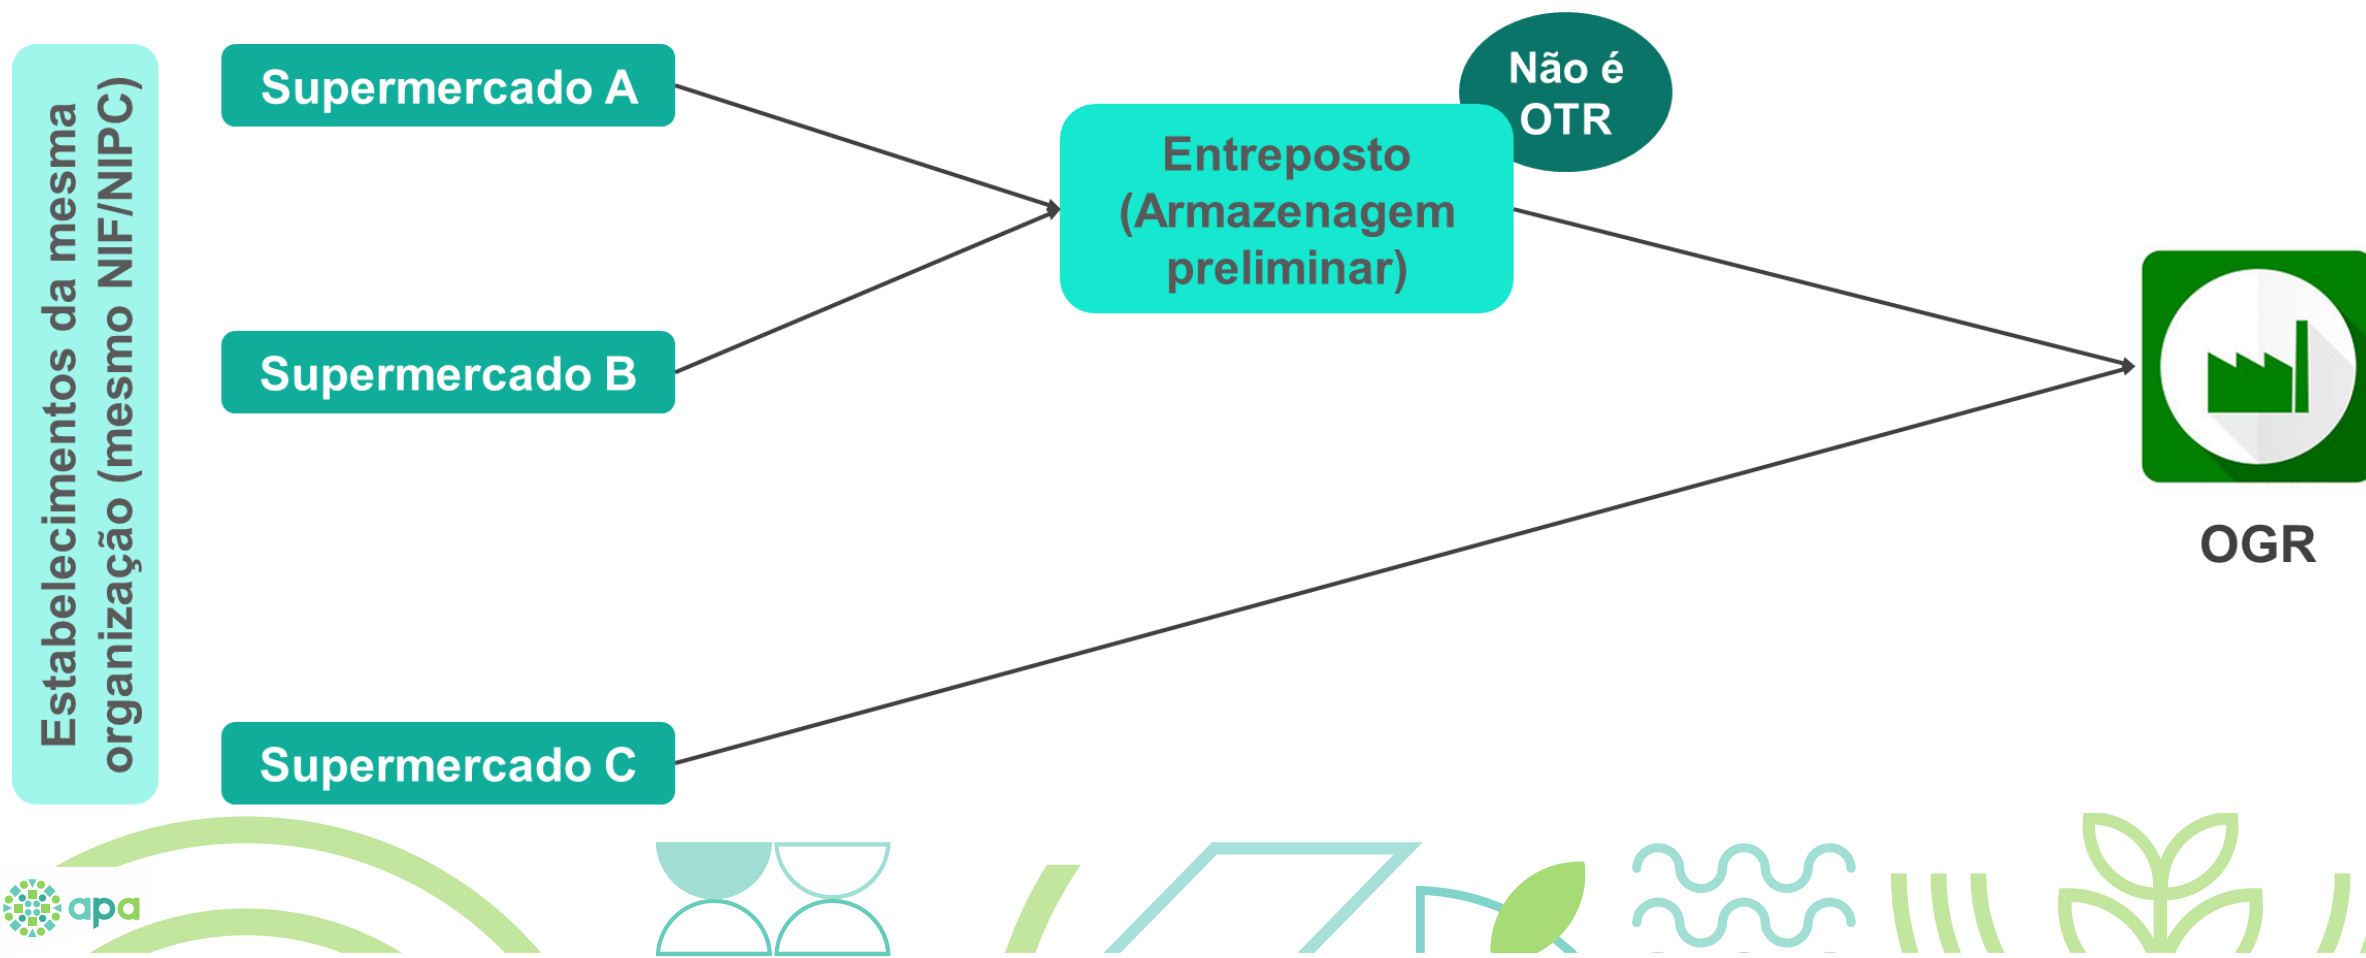 Estabelecimentos da mesma
organização (mesmo NIF/NIPC)
Supermercado A
Não é
OTR
Entreposto
(Armazenagem
preliminar)
Supermercado B
OGR
Supermercado C
apa